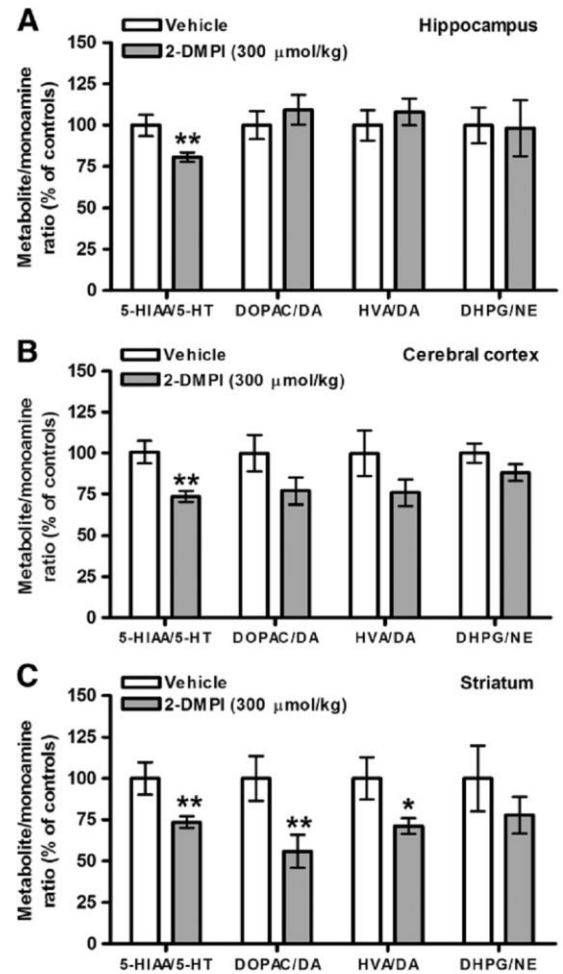 A
Vehicle
2-DMPI (300 μmol/kg)
Hippocampus
Metabolite/monoamine
ratio (% of controls)
150
125
100
75
50
25
0
**
5-HIAA/5-HT
DOPAC/DA
HVA/DA
DHPG/NE
B
Vehicle
2-DMPI (300 μmol/kg)
Cerebral cortex
Metabolite/monoamine
ratio (% of controls)
150
125
100
75
50
25
0
**
5-HIAA/5-HT
DOPAC/DA
HVA/DA
DHPG/NE
C
Vehicle
2-DMPI (300 μmol/kg)
Striatum
Metabolite/monoamine
ratio (% of controls)
150
125
100
75
50
25
0
**
**
*
5-HIAA/5-HT
DOPAC/DA
HVA/DA
DHPG/NE